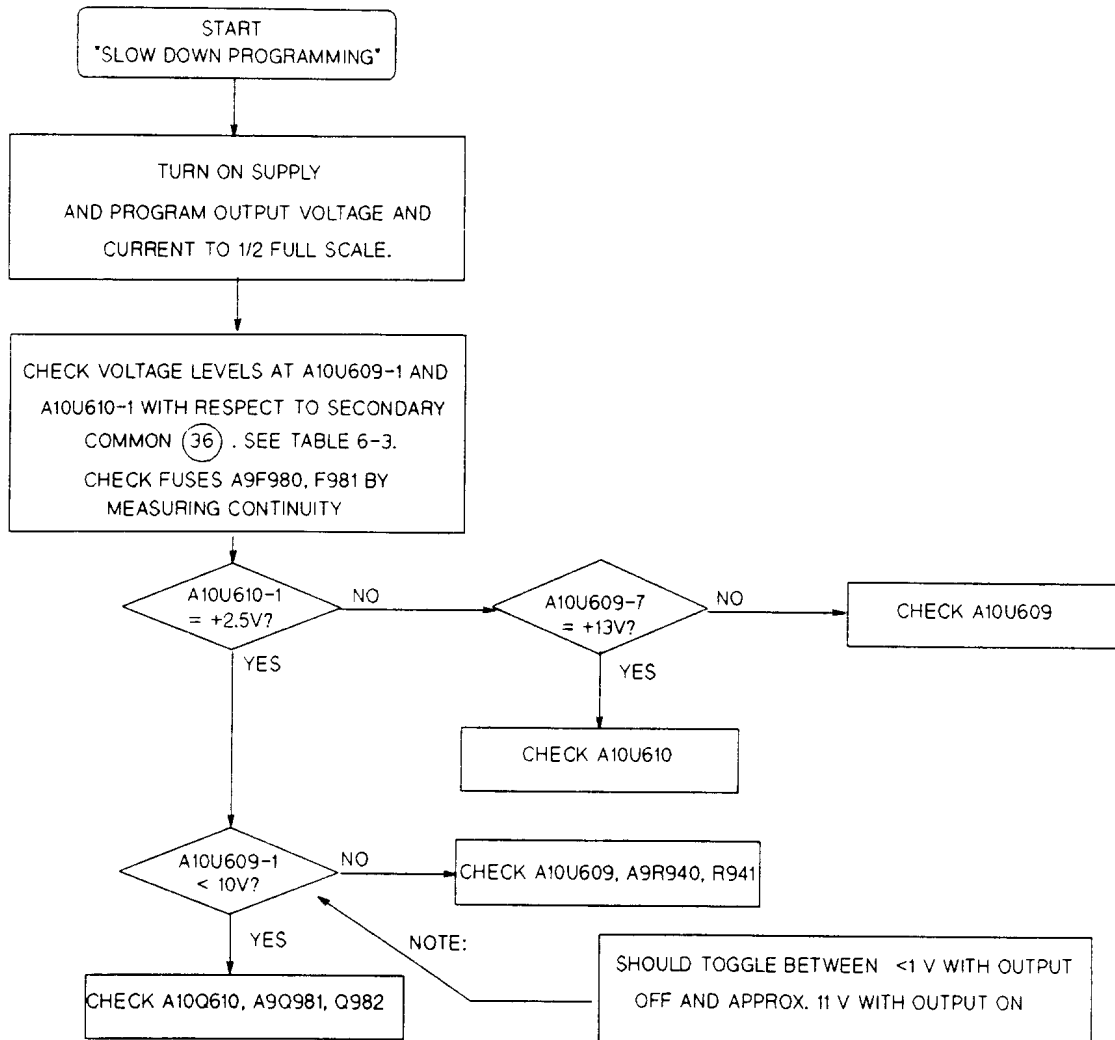 START
"SLOW DOWN PROGRAMMING"
TURN ON SUPPLY
AND PROGRAM OUTPUT VOLTAGE AND
CURRENT TO 1/2 FULL SCALE.
CHECK VOLTAGE LEVELS AT A10U609-1 AND
A10U610-1 WITH RESPECT TO SECONDARY
COMMON 36 . SEE TABLE 6-3.
CHECK FUSES A9F980, F981 BY
MEASURING CONTINUITY
A10U610-1
= +2.5V?
NO
YES
A10U609-7
= +13V?
NO
YES
CHECK A10U609
CHECK A10U610
A10U609-1
< 10V?
NO
YES
CHECK A10U609, A9R940, R941
CHECK A10Q610, A9Q981, Q982
NOTE:
SHOULD TOGGLE BETWEEN <1 V WITH OUTPUT
OFF AND APPROX. 11 V WITH OUTPUT ON